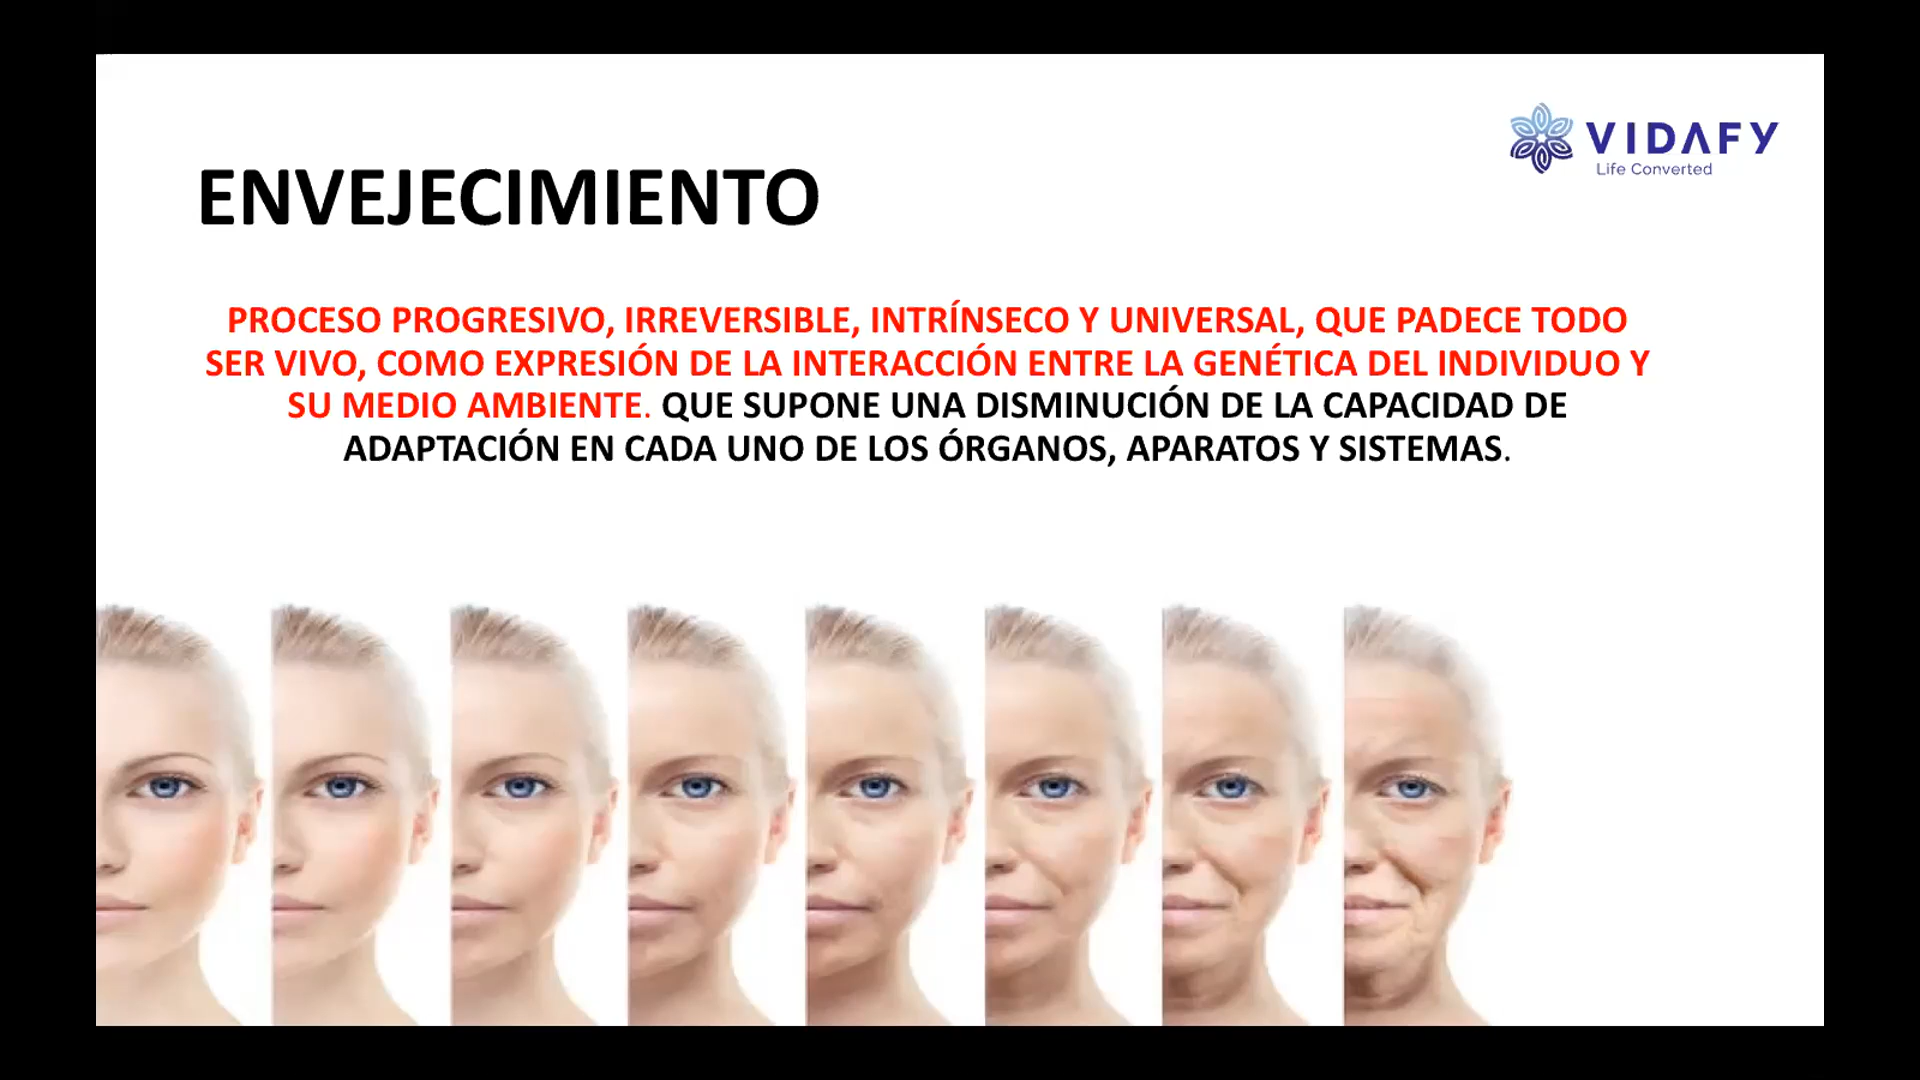 VIDAFY
Life Converted
ENVEJECIMIENTO
PROCESO PROGRESIVO, IRREVERSIBLE, INTRÍNSECO Y UNIVERSAL, QUE PADECE TODO
SER VIVO, COMO EXPRESIÓN DE LA INTERACCIÓN ENTRE LA GENÉTICA DEL INDIVIDUO Y
SU MEDIO AMBIENTE. QUE SUPONE UNA DISMINUCIÓN DE LA CAPACIDAD DE
ADAPTACIÓN EN CADA UNO DE LOS ÓRGANOS, APARATOS Y SISTEMAS.